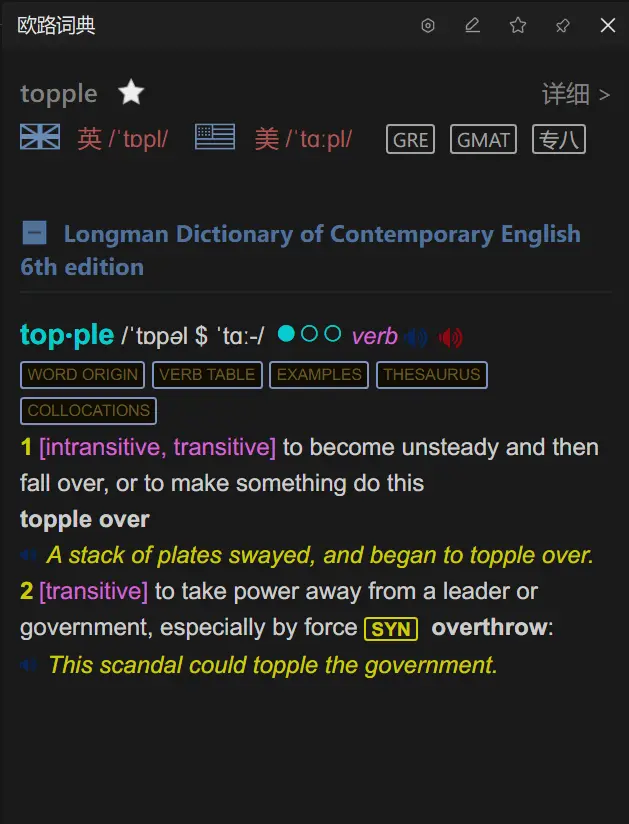 欧路词典
topple
详细 >
英 /ˈtɒpl/ 美 /ˈtɑːpl/ GRE GMAT 专八
Longman Dictionary of Contemporary English
6th edition
top·ple /ˈtɒpəl $ ˈtɑː-/ ●○○ verb
WORD ORIGIN VERB TABLE EXAMPLES THESAURUS
COLLOCATIONS
1 [intransitive, transitive] to become unsteady and then
fall over, or to make something do this
topple over
A stack of plates swayed, and began to topple over.
2 [transitive] to take power away from a leader or
government, especially by force SYN overthrow:
This scandal could topple the government.